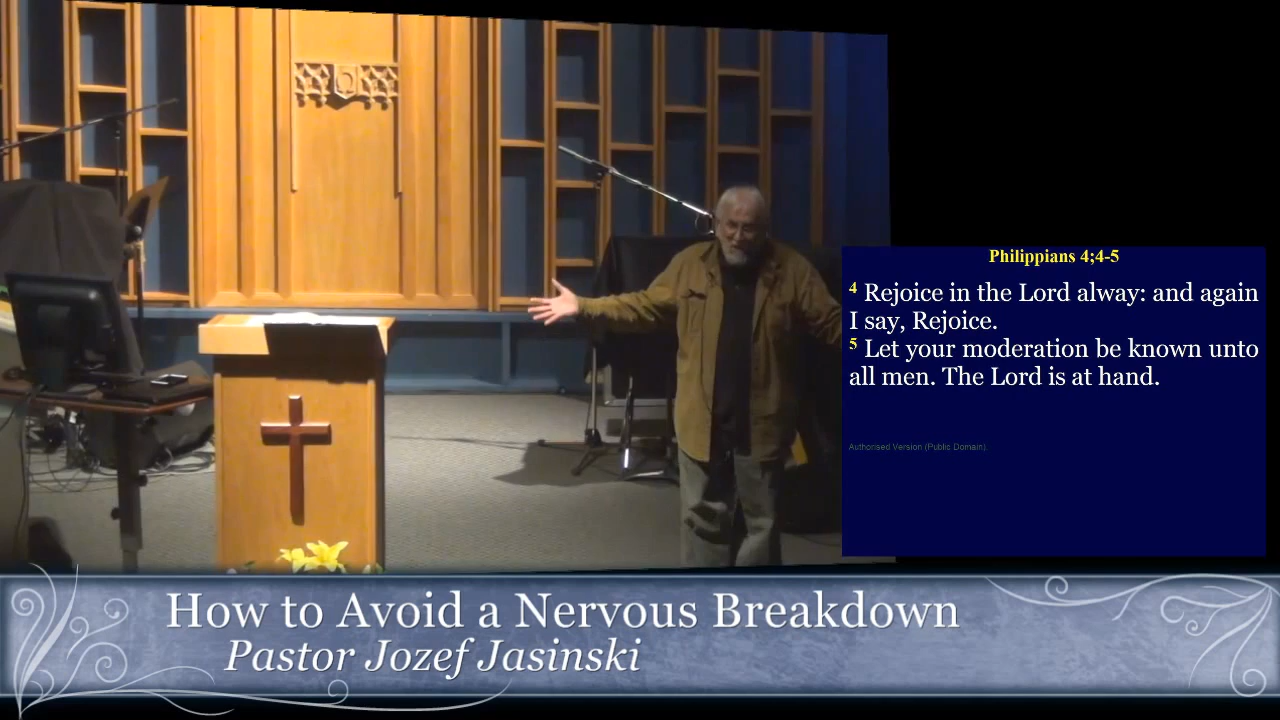 Philippians 4;4-5
4 Rejoice in the Lord alway: and again
I say, Rejoice.
5 Let your moderation be known unto
all men. The Lord is at hand.
Authorised Version (Public Domain)
How to Avoid a Nervous Breakdown
Pastor Jozef Jasinski